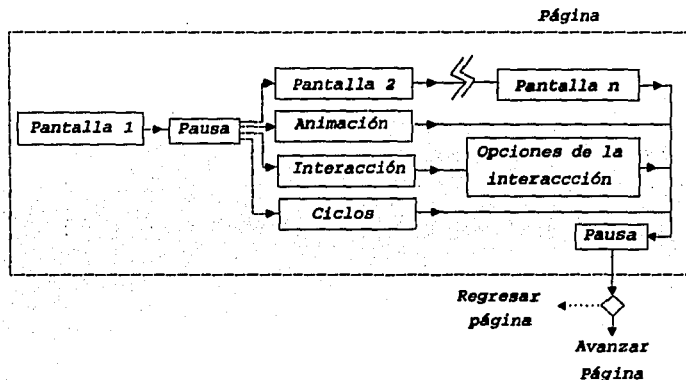 Página
Pantalla 2
Pantalla n
Pantalla 1
Pausa
Animación
Interacción
Opciones de la
interaccción
Ciclos
Pausa
Regresar
página
Avanzar
Página